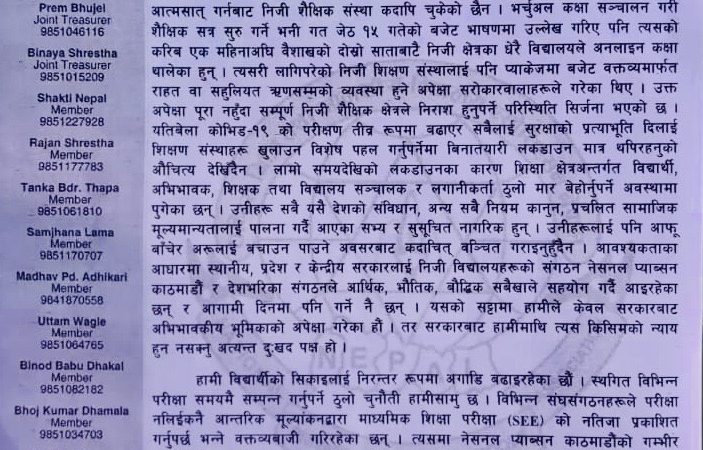 Prem Bhujel
Joint Treasurer
9851046116
Binaya Shrestha
Joint Treasurer
9851015209
Shakti Nepal
Member
9851227928
Rajan Shrestha
Member
9851177783
Tanka Bdr. Thapa
Member
9851061810
Samjhana Lama
Member
9851170707
Madhav Pd. Adhikari
Member
9841870558
Uttam Wagle
Member
9851064765
Binod Babu Dhakal
Member
9851082182
Bhoj Kumar Dhamala
Member
9851034703
आत्मसात् गर्नबाट निजी शैक्षिक संस्था कदापि चुकेको छैन । भर्चुअल कक्षा सञ्चालन गरी
शैक्षिक सत्र सुरु गर्ने भनी गत जेठ १५ गतेको बजेट भाषणमा उल्लेख गरिए पनि त्यसको
करिब एक महिनाअघि वैशाखको दोस्रो साताबाटै निजी क्षेत्रका धेरै विद्यालयले अनलाइन कक्षा
थालेका हुन् । त्यसरी लागिपरेको निजी शिक्षण संस्थालाई पनि प्याकेजमा बजेट वक्तव्यमार्फत
राहत वा सहुलियत ऋणसम्मको व्यवस्था हुने अपेक्षा सरोकारवालाहरूले गरेका थिए । उक्त
अपेक्षा पूरा नहुँदा सम्पूर्ण निजी शैक्षिक क्षेत्रले निराश हुनुपर्ने परिस्थिति सिर्जना भएको छ ।
यतिबेला कोभिड-१९ को परीक्षण तीव्र रूपमा बढाएर सबैलाई सुरक्षाको प्रत्याभूति दिलाई
शिक्षण संस्थाहरू खुलाउन विशेष पहल गर्नुपर्नेमा बिनातयारी लकडाउन मात्र थपिरहनुको
औचित्य देखिँदैन । लामो समयदेखिको लकडाउनका कारण शिक्षा क्षेत्रअन्तर्गत विद्यार्थी,
अभिभावक, शिक्षक तथा विद्यालय सञ्चालक र लगानीकर्ता ठुलो मार बेहोर्नुपर्ने अवस्थामा
पुगेका छन् । उनीहरू सबै यसै देशको संविधान, अन्य सबै नियम कानुन, प्रचलित सामाजिक
मूल्यमान्यतालाई पालना गर्दै आएका सभ्य र सुसूचित नागरिक हुन् । उनीहरूलाई पनि आफू
बाँचेर अरूलाई बचाउन पाउने अवसरबाट कदाचित् बञ्चित गराइनुहुँदैन । आवश्यकताका
आधारमा स्थानीय, प्रदेश र केन्द्रीय सरकारलाई निजी विद्यालयहरूको संगठन नेसनल प्याब्सन
काठमाडौं र देशभरिका संगठनले आर्थिक, भौतिक, बौद्धिक सबैखाले सहयोग गर्दै आइरहेका
छन् र आगामी दिनमा पनि गर्ने नै छन् । यसको सट्टामा हामीले केवल सरकारबाट
अभिभावकीय भूमिकाको अपेक्षा गरेका हौं । तर सरकारबाट हामीमाथि त्यस किसिमको न्याय
हुन नसक्नु अत्यन्त दुःखद पक्ष हो ।
हामी विद्यार्थीको सिकाइलाई निरन्तर रूपमा अगाडि बढाइरहेका छौं । स्थगित विभिन्न
परीक्षा समयमै सम्पन्न गर्नुपर्ने ठुलो चुनौती हामीसामु छ । विभिन्न संघसंगठनहरूले परीक्षा
नलिईकनै आन्तरिक मूल्यांकनद्वारा माध्यमिक शिक्षा परीक्षा (SEE) को नतिजा प्रकाशित
गर्नुपर्छ भन्ने वक्तव्यबाजी गरिरहेका छन् । त्यसमा नेसनल प्याब्सन काठमाडौंको गम्भीर